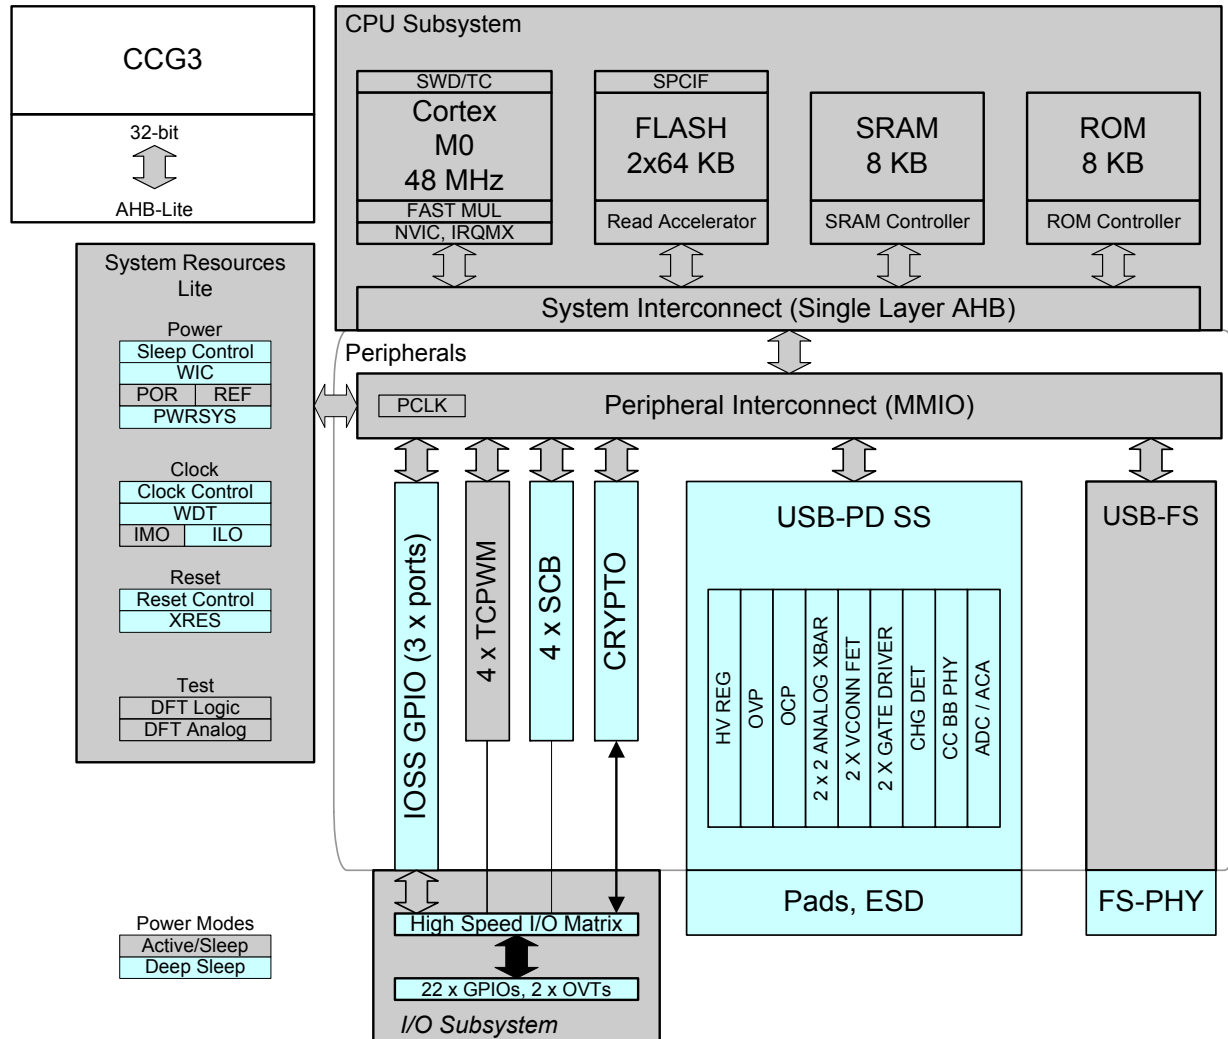 CCG3
32-bit
AHB-Lite
CPU Subsystem
SWD/TC
Cortex
M0
48 MHz
FAST MUL
NVIC, IRQMX
SPCIF
FLASH
2x64 KB
Read Accelerator
SRAM
8 KB
SRAM Controller
ROM
8 KB
ROM Controller
System Interconnect (Single Layer AHB)
System Resources
Lite
Power
Sleep Control
WIC
POR REF
PWRSYS
Clock
Clock Control
WDT
IMO ILO
Reset
Reset Control
XRES
Test
DFT Logic
DFT Analog
Peripherals
PCLK
Peripheral Interconnect (MMIO)
IOSS GPIO (3 x ports)
4 x TCPWM
4 x SCB
CRYPTO
USB-PD SS
HV REG
OVP
OCP
2 x 2 ANALOG XBAR
2 X VCONN FET
2 X GATE DRIVER
CHG DET
CC BB PHY
ADC / ACA
Pads, ESD
USB-FS
FS-PHY
High Speed I/O Matrix
22 x GPIOs, 2 x OVTs
I/O Subsystem
Power Modes
Active/Sleep
Deep Sleep